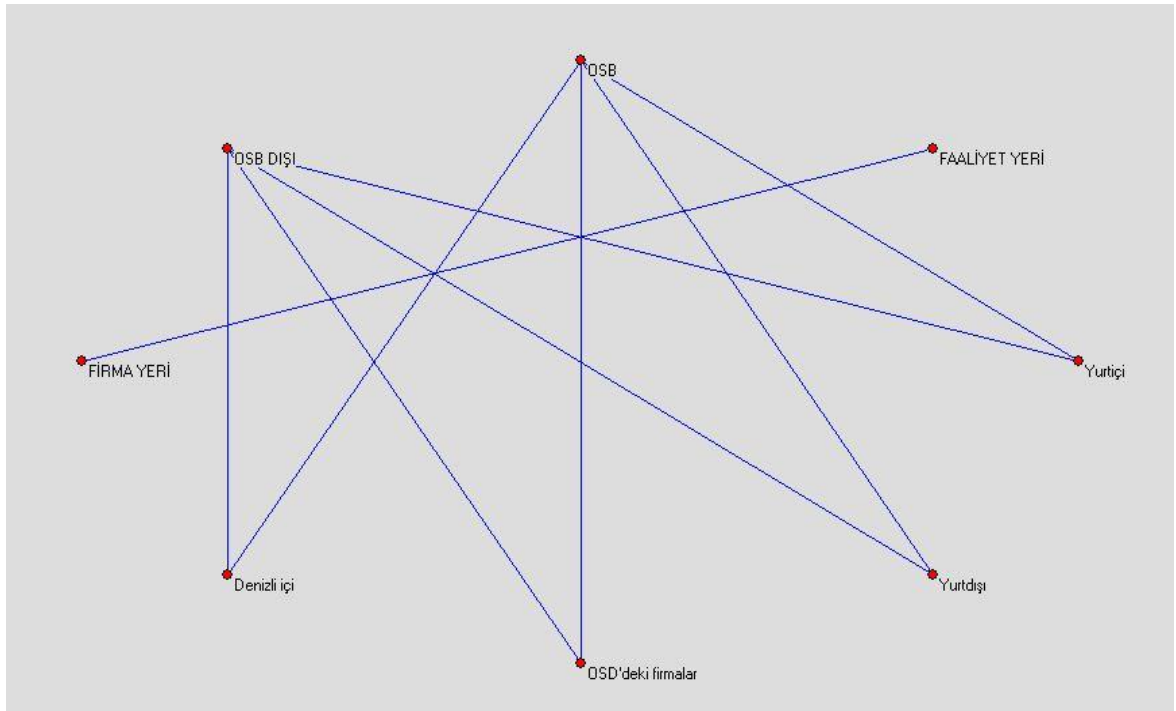 OSB
OSB DIŞI
FAALİYET YERİ
FİRMA YERİ
Yurtiçi
Denizli içi
Yurtdışı
OSD'deki firmalar